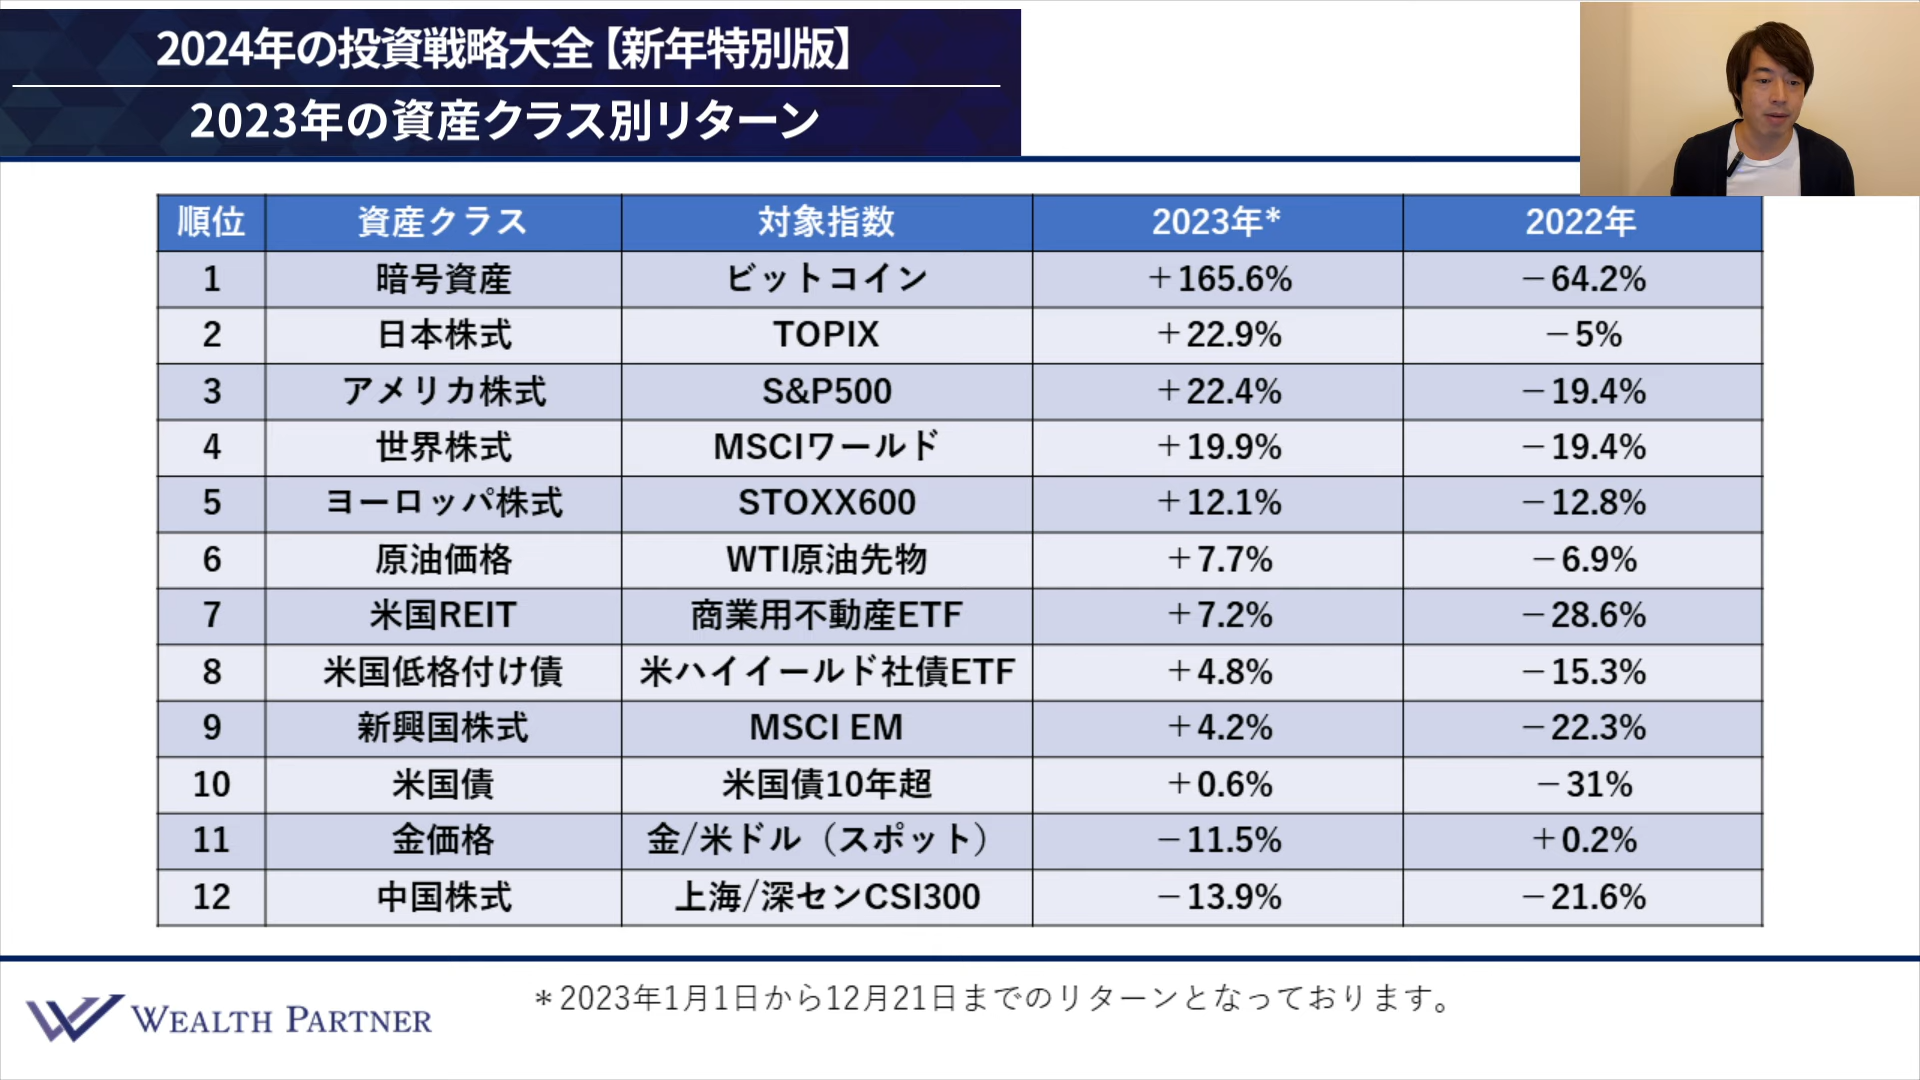 2024年の投資戦略大全【新年特別版】
2023年の資産クラス別リターン
順位 資産クラス 対象指数 2023年* 2022年
1 暗号資産 ビットコイン ＋165.6% －64.2%
2 日本株式 TOPIX ＋22.9% －5%
3 アメリカ株式 S&P500 ＋22.4% －19.4%
4 世界株式 MSCIワールド ＋19.9% －19.4%
5 ヨーロッパ株式 STOXX600 ＋12.1% －12.8%
6 原油価格 WTI原油先物 ＋7.7% －6.9%
7 米国REIT 商業用不動産ETF ＋7.2% －28.6%
8 米国低格付け債 米ハイイールド社債ETF ＋4.8% －15.3%
9 新興国株式 MSCI EM ＋4.2% －22.3%
10 米国債 米国債10年超 ＋0.6% －31%
11 金価格 金/米ドル（スポット） －11.5% ＋0.2%
12 中国株式 上海/深センCSI300 －13.9% －21.6%
＊2023年1月1日から12月21日までのリターンとなっております。
WEALTH PARTNER